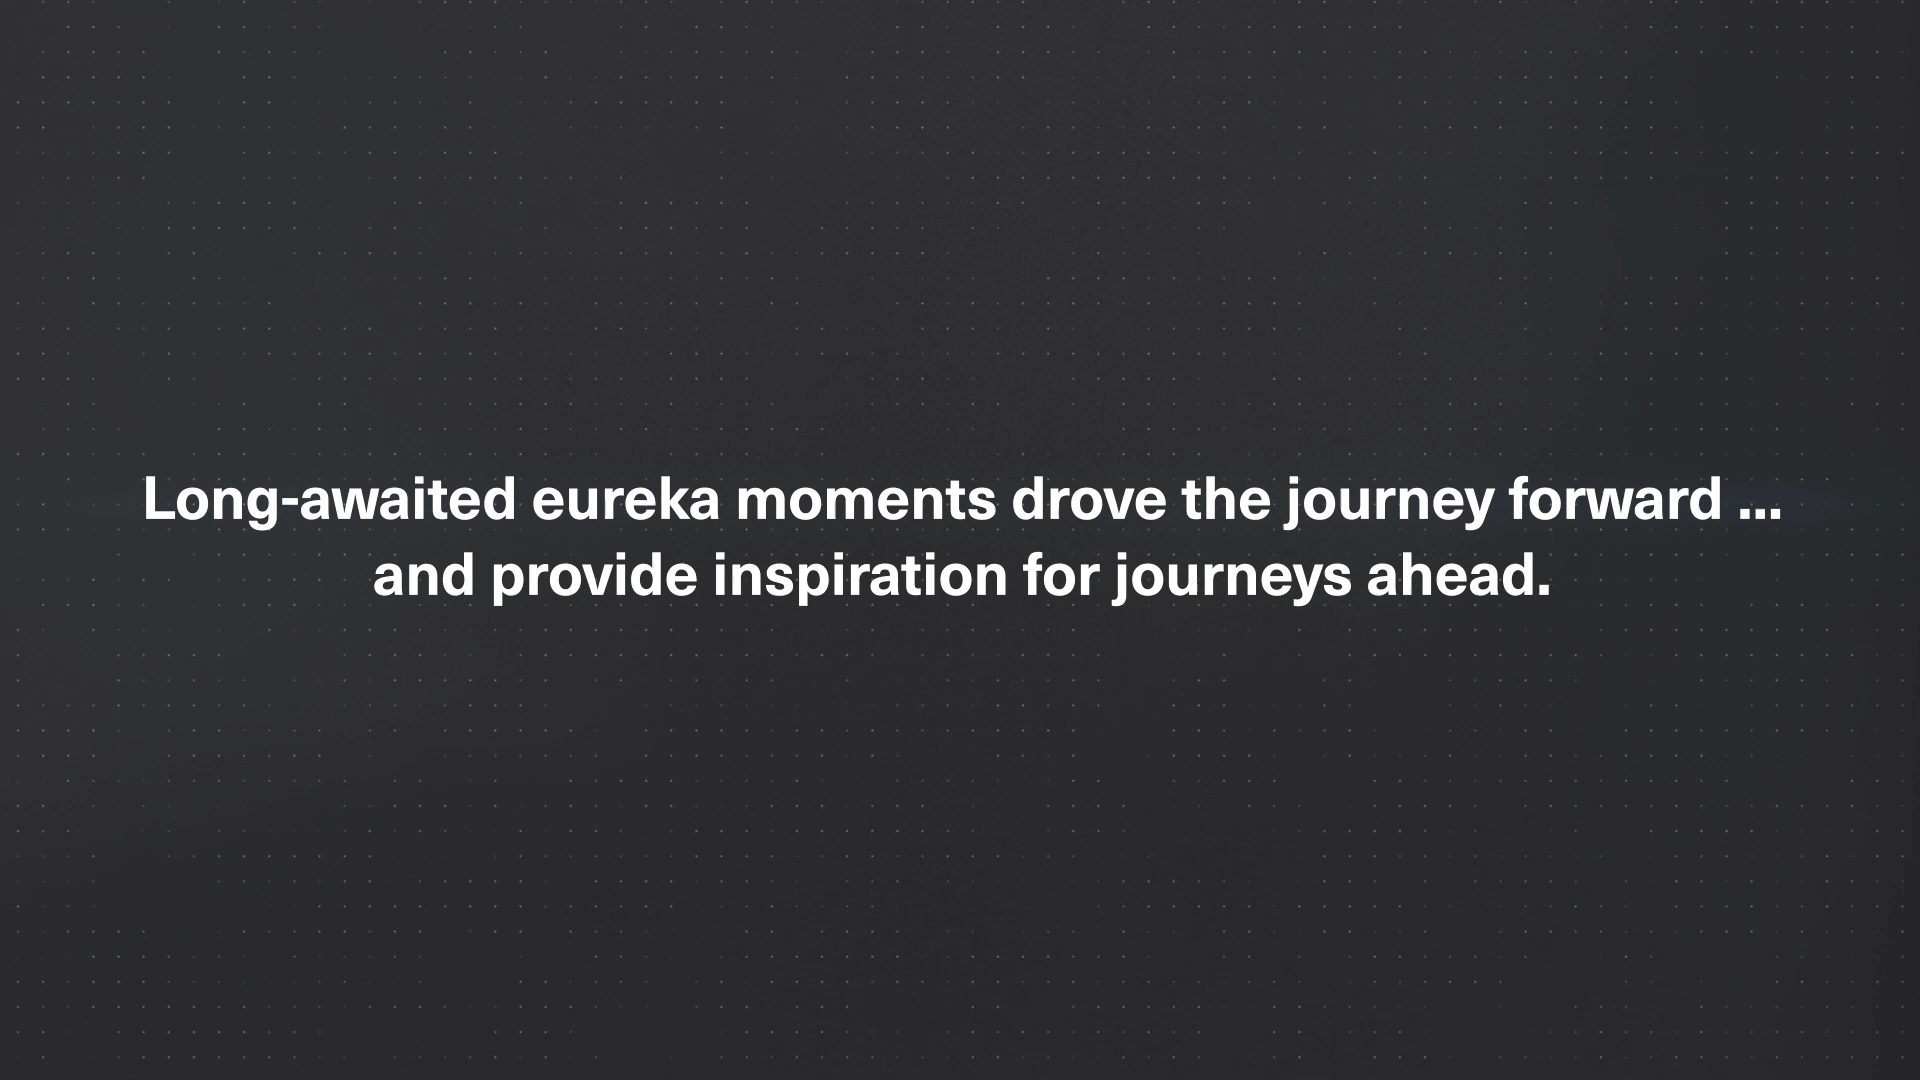 Long-awaited eureka moments drove the journey forward ...
and provide inspiration for journeys ahead.